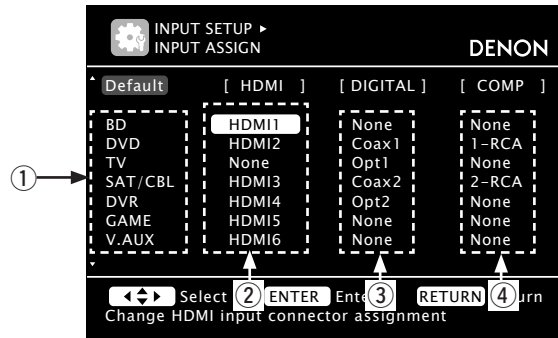 INPUT SETUP ▸
INPUT ASSIGN
DENON
Default [ HDMI ] [ DIGITAL ] [ COMP ]
BD HDMI1 None None
DVD HDMI2 Coax1 1-RCA
TV None Opt1 None
SAT/CBL HDMI3 Coax2 2-RCA
DVR HDMI4 Opt2 None
GAME HDMI5 None None
V.AUX HDMI6 None None
1
2 3 4
Select ENTER RETURN
Change HDMI input connector assignment